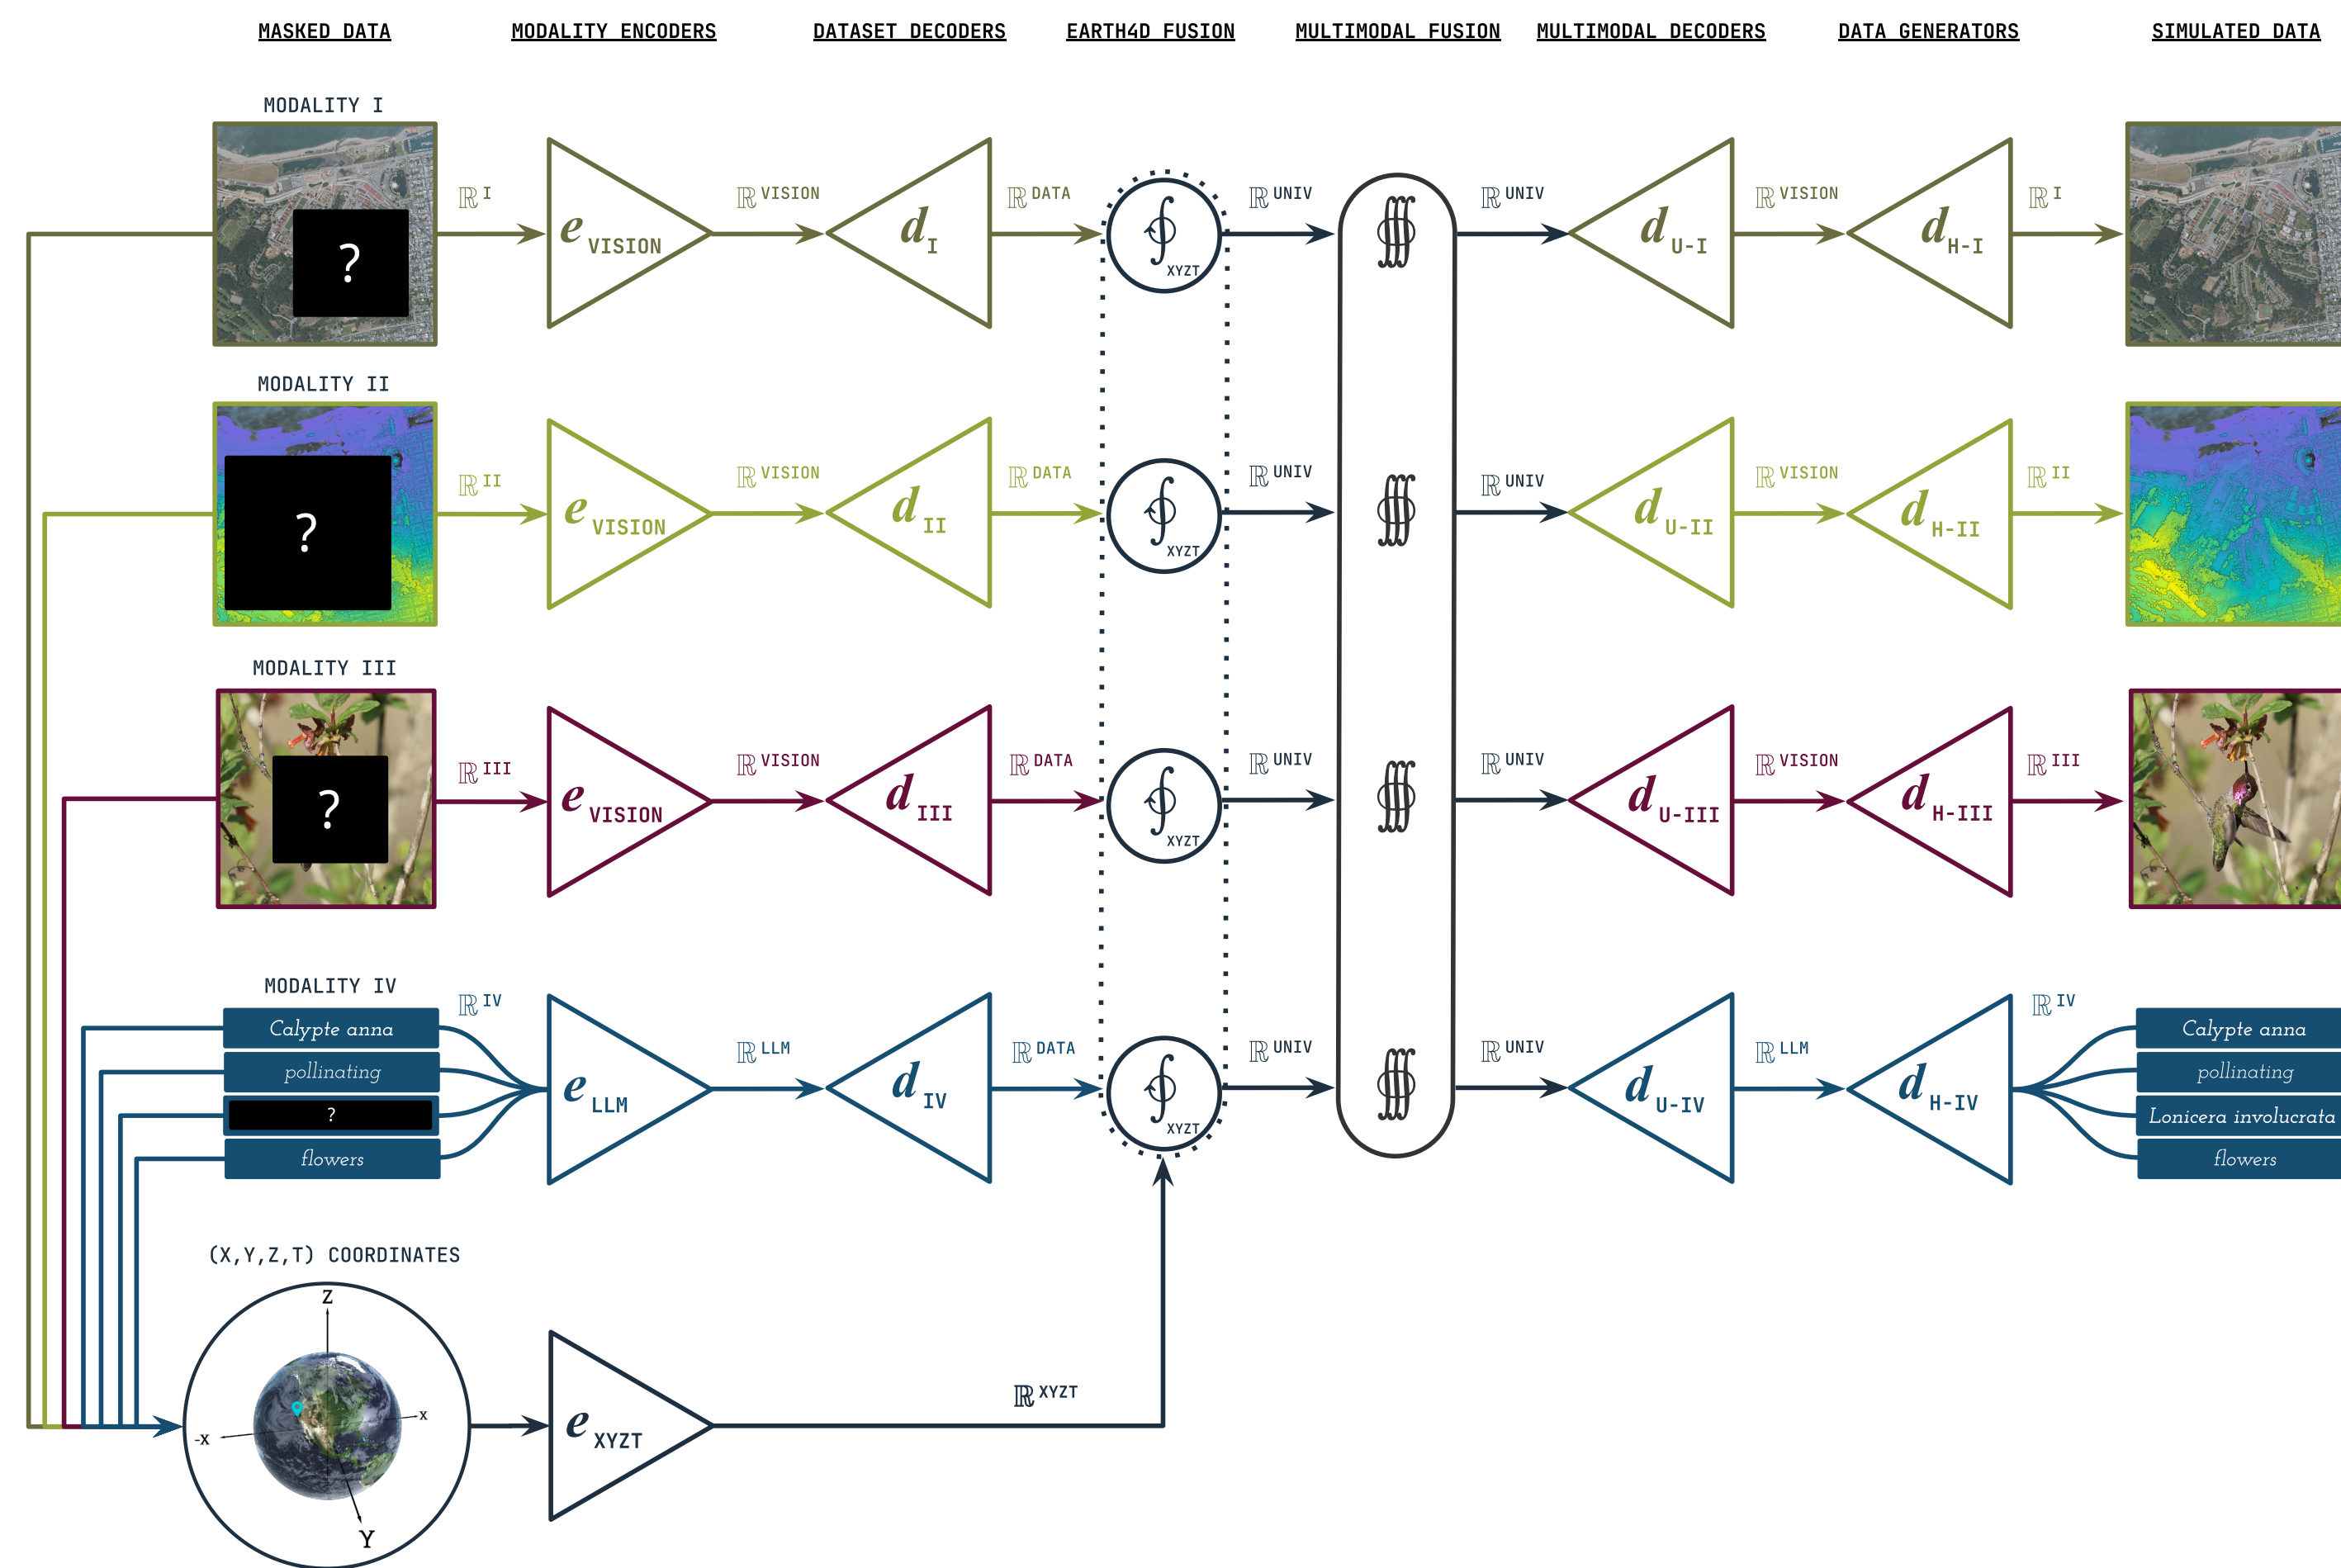 MASKED DATA MODALITY ENCODERS DATASET DECODERS EARTH4D FUSION MULTIMODAL FUSION MULTIMODAL DECODERS DATA GENERATORS SIMULATED DATA
MODALITY I
ℝ I
e VISION
ℝ VISION
d I
ℝ DATA
∮ XYZT
ℝ UNIV
∰
ℝ UNIV
d U-I
ℝ VISION
d H-I
ℝ I
?
MODALITY II
ℝ II
e VISION
ℝ VISION
d II
ℝ DATA
∮ XYZT
ℝ UNIV
∰
ℝ UNIV
d U-II
ℝ VISION
d H-II
ℝ II
?
MODALITY III
ℝ III
e VISION
ℝ VISION
d III
ℝ DATA
∮ XYZT
ℝ UNIV
∰
ℝ UNIV
d U-III
ℝ VISION
d H-III
ℝ III
?
MODALITY IV
Calypte anna
pollinating
?
flowers
ℝ IV
e LLM
ℝ LLM
d IV
ℝ DATA
∮ XYZT
ℝ UNIV
∰
ℝ UNIV
d U-IV
ℝ LLM
d H-IV
ℝ IV
Calypte anna
pollinating
Lonicera involucrata
flowers
(X,Y,Z,T) COORDINATES
Z
-X
X
Y
e XYZT
ℝ XYZT